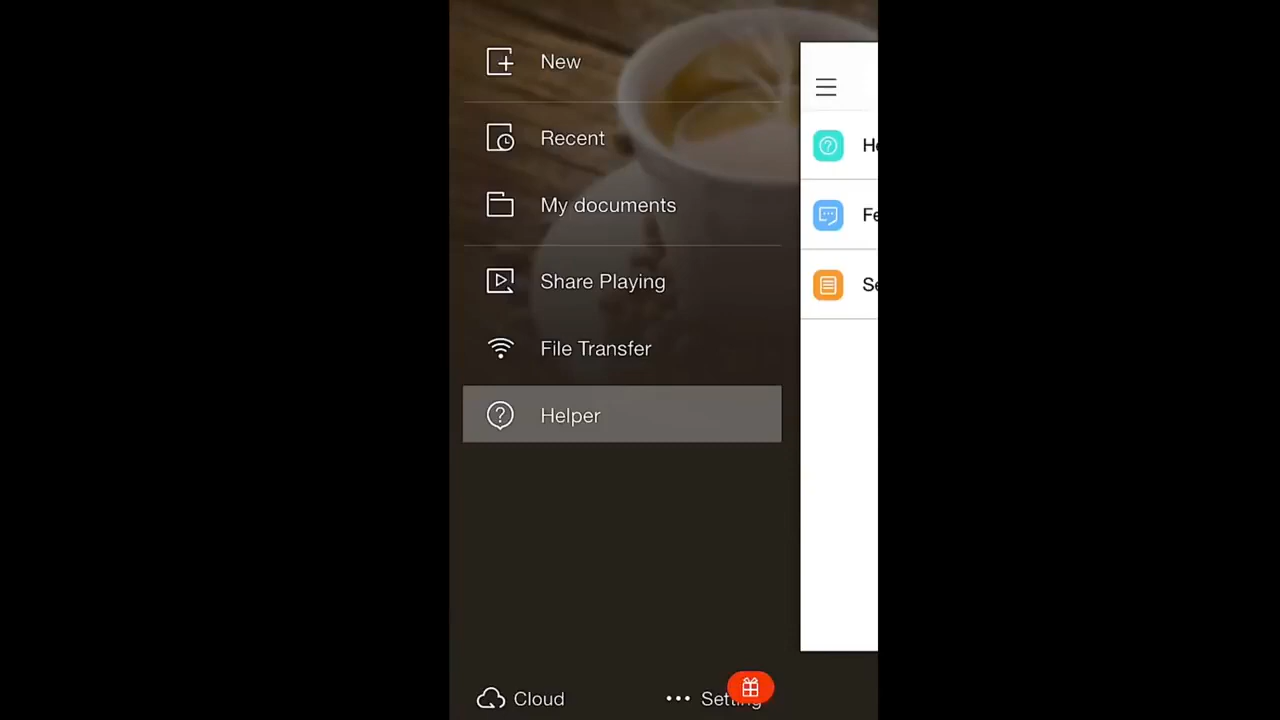 New
Recent
My documents
Share Playing
File Transfer
Helper
Cloud